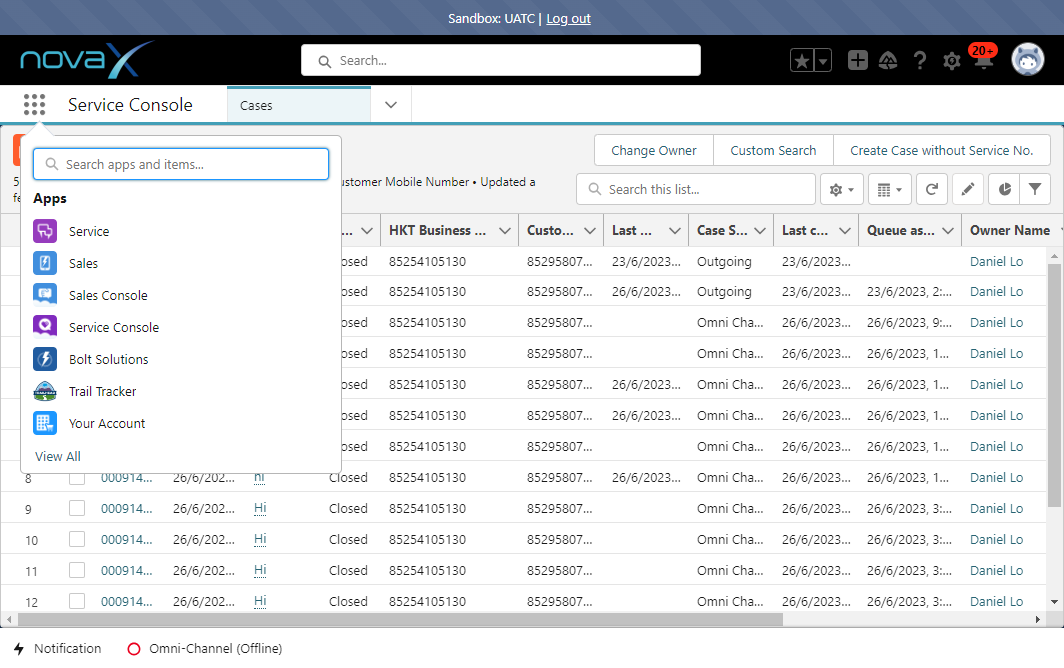 Sandbox: UATC | Log out
novaX
Search...
20+
Service Console
Cases
Search apps and items...
Apps
Service
Sales
Sales Console
Service Console
Bolt Solutions
Trail Tracker
Your Account
View All
Change Owner Custom Search Create Case without Service No.
ustomer Mobile Number • Updated a
Search this list...
HKT Business ... Custo... Last ... Case S... Last c... Queue as... Owner Name
osed 85254105130 85295807... 23/6/2023... Outgoing 23/6/2023... Daniel Lo
osed 85254105130 85295807... 26/6/2023... Outgoing 23/6/2023... 23/6/2023, 2:... Daniel Lo
osed 85254105130 85295807... Omni Cha... 26/6/2023... 26/6/2023, 9:... Daniel Lo
osed 85254105130 85295807... Omni Cha... 26/6/2023... 26/6/2023, 1... Daniel Lo
osed 85254105130 85295807... 26/6/2023... Omni Cha... 26/6/2023... 26/6/2023, 1... Daniel Lo
osed 85254105130 85295807... 26/6/2023... Omni Cha... 26/6/2023... 26/6/2023, 1... Daniel Lo
osed 85254105130 85295807... Omni Cha... 26/6/2023... 26/6/2023, 1... Daniel Lo
8 000914... 26/6/202... hi Closed 85254105130 85295807... 26/6/2023... Omni Cha... 26/6/2023... 26/6/2023, 1... Daniel Lo
9 000914... 26/6/202... Hi Closed 85254105130 85295807... Omni Cha... 26/6/2023... 26/6/2023, 3:... Daniel Lo
10 000914... 26/6/202... Hi Closed 85254105130 85295807... Omni Cha... 26/6/2023... 26/6/2023, 3:... Daniel Lo
11 000914... 26/6/202... Hi Closed 85254105130 85295807... Omni Cha... 26/6/2023... 26/6/2023, 3:... Daniel Lo
12 000914... 26/6/202... Hi Closed 85254105130 85295807... Omni Cha... 26/6/2023... 26/6/2023, 3:... Daniel Lo
Notification Omni-Channel (Offline)